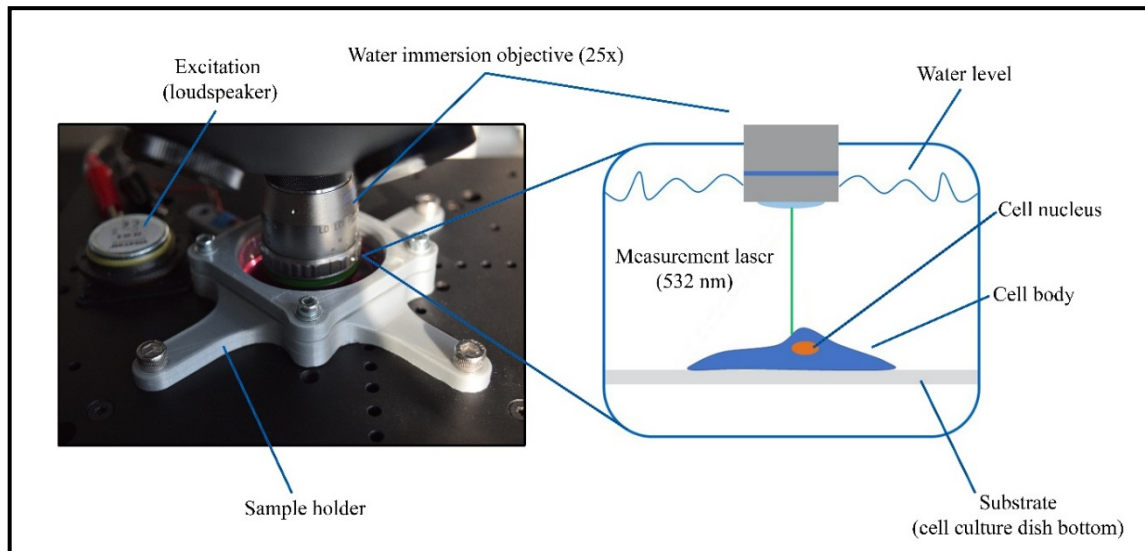 Water immersion objective (25x)
Excitation
(loudspeaker)
Water level
Cell nucleus
Measurement laser
(532 nm)
Cell body
Sample holder
Substrate
(cell culture dish bottom)